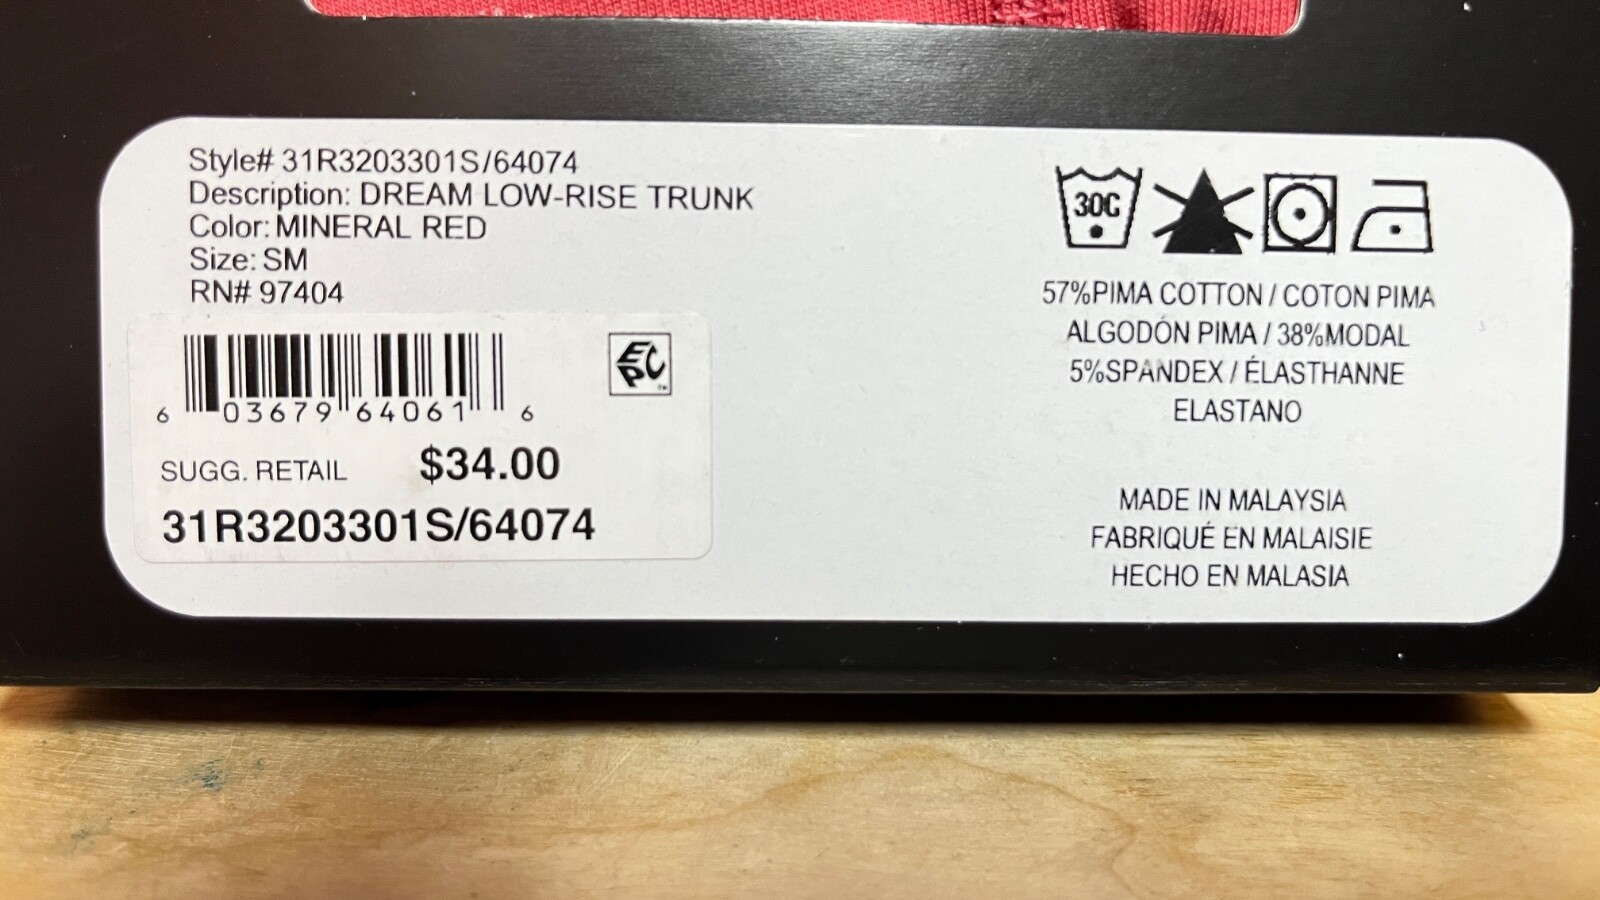 Style# 31R3203301S/64074
Description: DREAM LOW-RISE TRUNK
Color: MINERAL RED
Size: SM
RN# 97404
6 03679 64061 6
EPC
™
SUGG. RETAIL $34.00
31R3203301S/64074
30C
57%PIMA COTTON / COTON PIMA
ALGODÓN PIMA / 38%MODAL
5%SPANDEX / ÉLASTHANNE
ELASTANO
MADE IN MALAYSIA
FABRIQUÉ EN MALAISIE
HECHO EN MALASIA